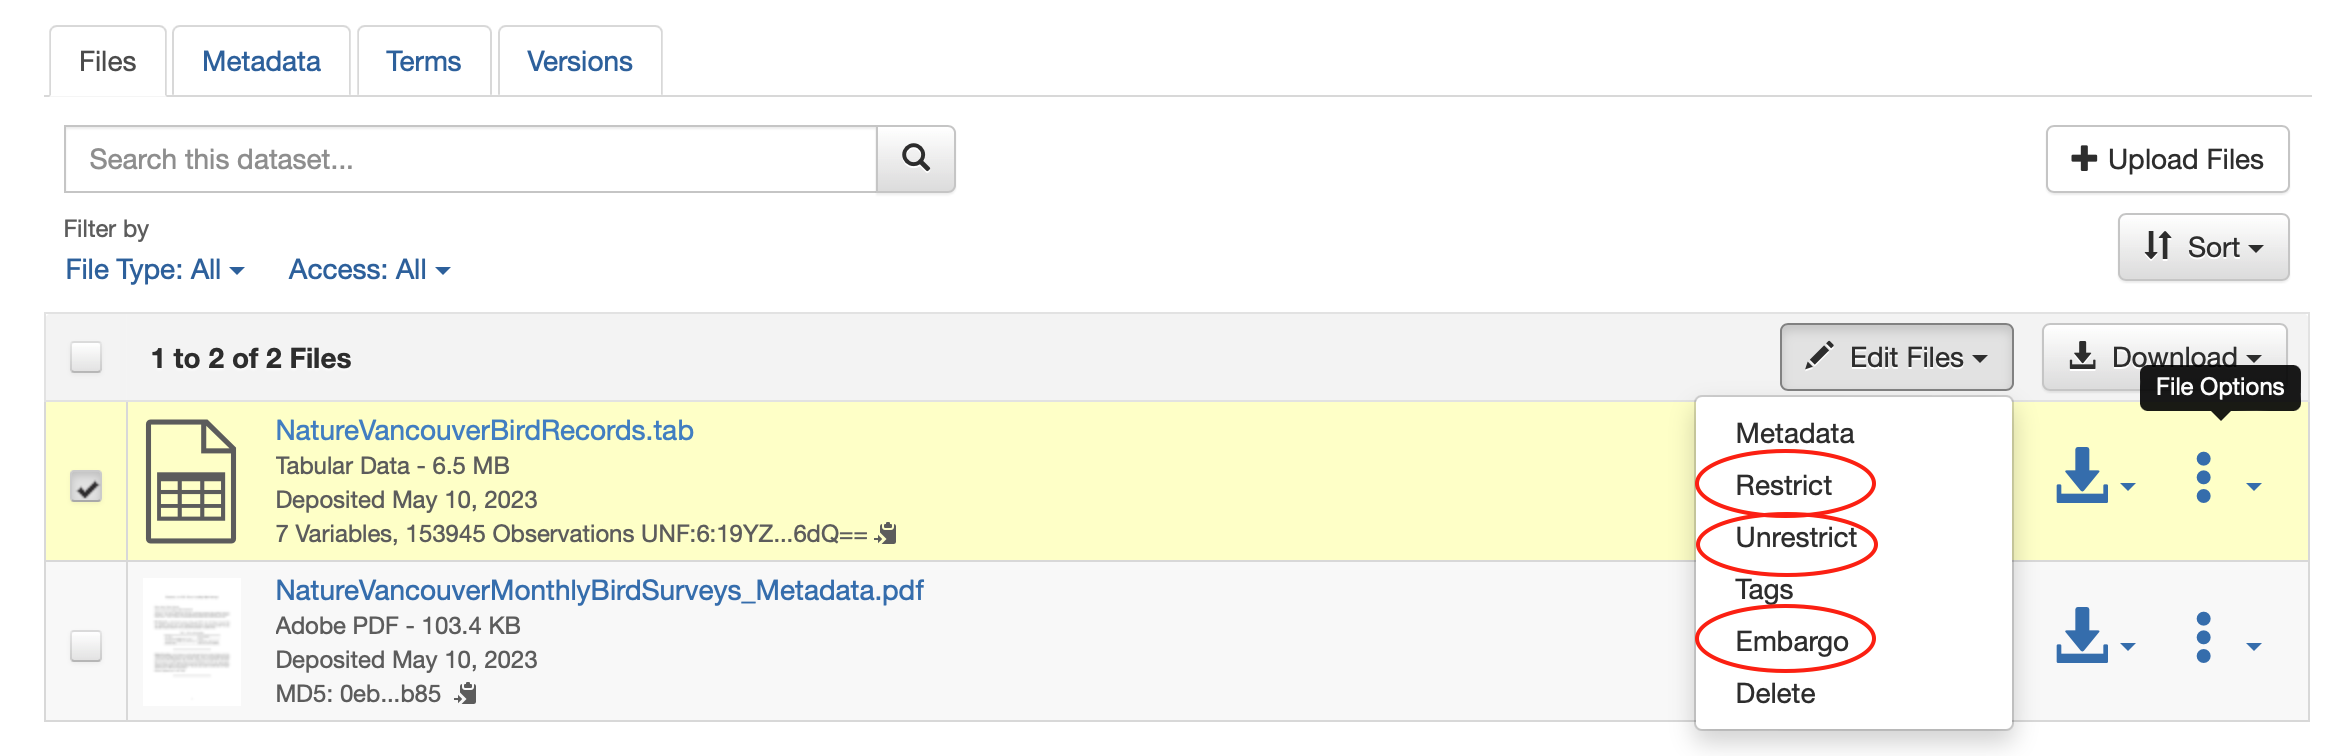 Files
Metadata
Terms
Versions
Search this dataset...
Upload Files
Filter by
File Type: All
Access: All
Sort
1 to 2 of 2 Files
Edit Files
Download
File Options
NatureVancouverBirdRecords.tab
Tabular Data - 6.5 MB
Deposited May 10, 2023
7 Variables, 153945 Observations UNF:6:19YZ...6dQ==
NatureVancouverMonthlyBirdSurveys_Metadata.pdf
Adobe PDF - 103.4 KB
Deposited May 10, 2023
MD5: 0eb...b85
Metadata
Restrict
Unrestrict
Tags
Embargo
Delete